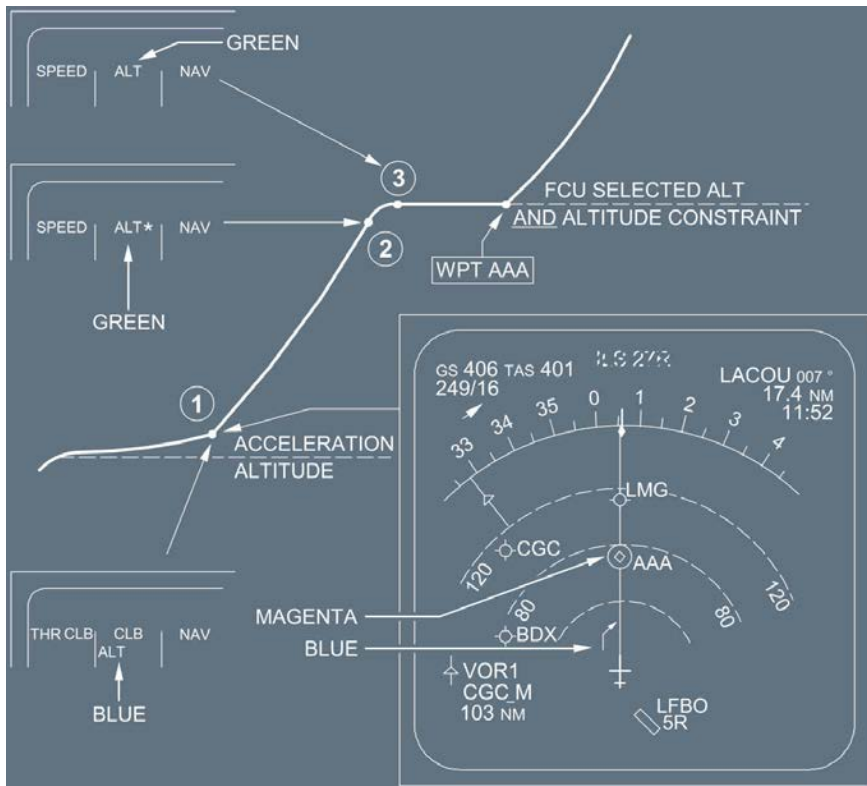 GREEN
SPEED ALT NAV
3
FCU SELECTED ALT
AND ALTITUDE CONSTRAINT
SPEED ALT* NAV
2
WPT AAA
GREEN
1
ACCELERATION
ALTITUDE
THR CLB CLB NAV
ALT
BLUE
GS 406 TAS 401
249/16
ILS 27R
LACOU 007°
17.4 NM
11:52
33 34 35 0 1 2 3 4
LMG
CGC
120
120
AAA
MAGENTA
80
80
BLUE
BDX
VOR1
CGC_M
103 NM
LFBO
5R